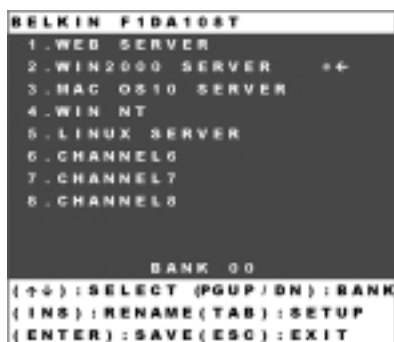 BELKIN F1DA108T
1.WEB SERVER
2.WIN2000 SERVER *←
3.MAC OS10 SERVER
4.WIN NT
5.LINUX SERVER
6.CHANNEL6
7.CHANNEL7
8.CHANNEL8
BANK 00
(↑↓):SELECT (PGUP/DN):BANK
(INS):RENAME(TAB):SETUP
(ENTER):SAVE(ESC):EXIT